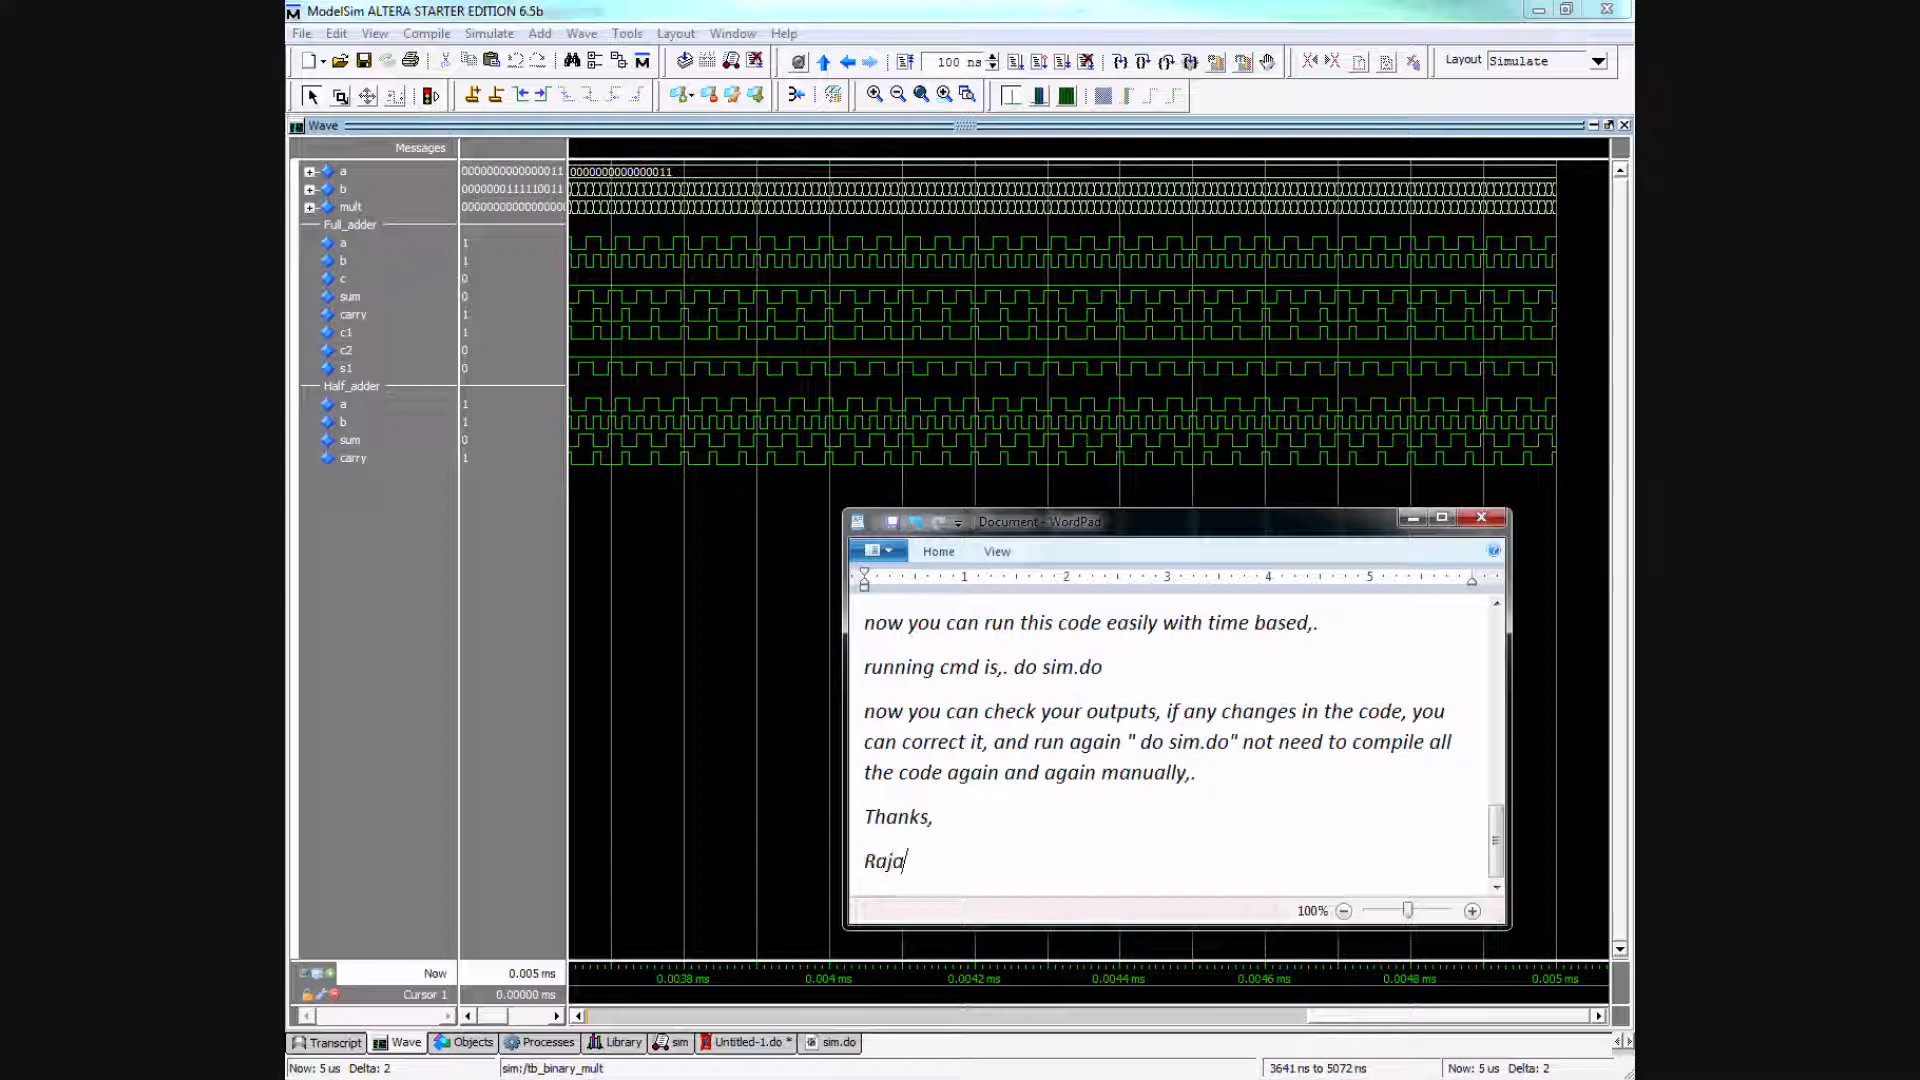 ModelSim ALTERA STARTER EDITION 6.5b
File Edit View Compile Simulate Add Wave Tools Layout Window Help
100 ns Layout Simulate
Wave
Messages
a 0000000000000011 0000000000000011
b 0000000111110011
mult
Full_adder
a 1
b 1
c 0
sum 0
carry 1
c1 1
c2 0
s1 0
Half_adder
a 1
b 1
sum 0
carry 1
Document - WordPad
Home View
1 2 3 4 5
now you can run this code easily with time based,.
running cmd is,. do sim.do
now you can check your outputs, if any changes in the code, you
can correct it, and run again " do sim.do" not need to compile all
the code again and again manually,.
Thanks,
Raja
100%
Now 0.005 ms
0.0038 ms 0.004 ms 0.0042 ms 0.0044 ms 0.0046 ms 0.0048 ms 0.005 ms
Cursor 1 0.00000 ms
Transcript Wave Objects Processes Library sim Untitled-1.do * sim.do
Now: 5 us Delta: 2 sim:/tb_binary_mult 3641 ns to 5072 ns Now: 5 us Delta: 2